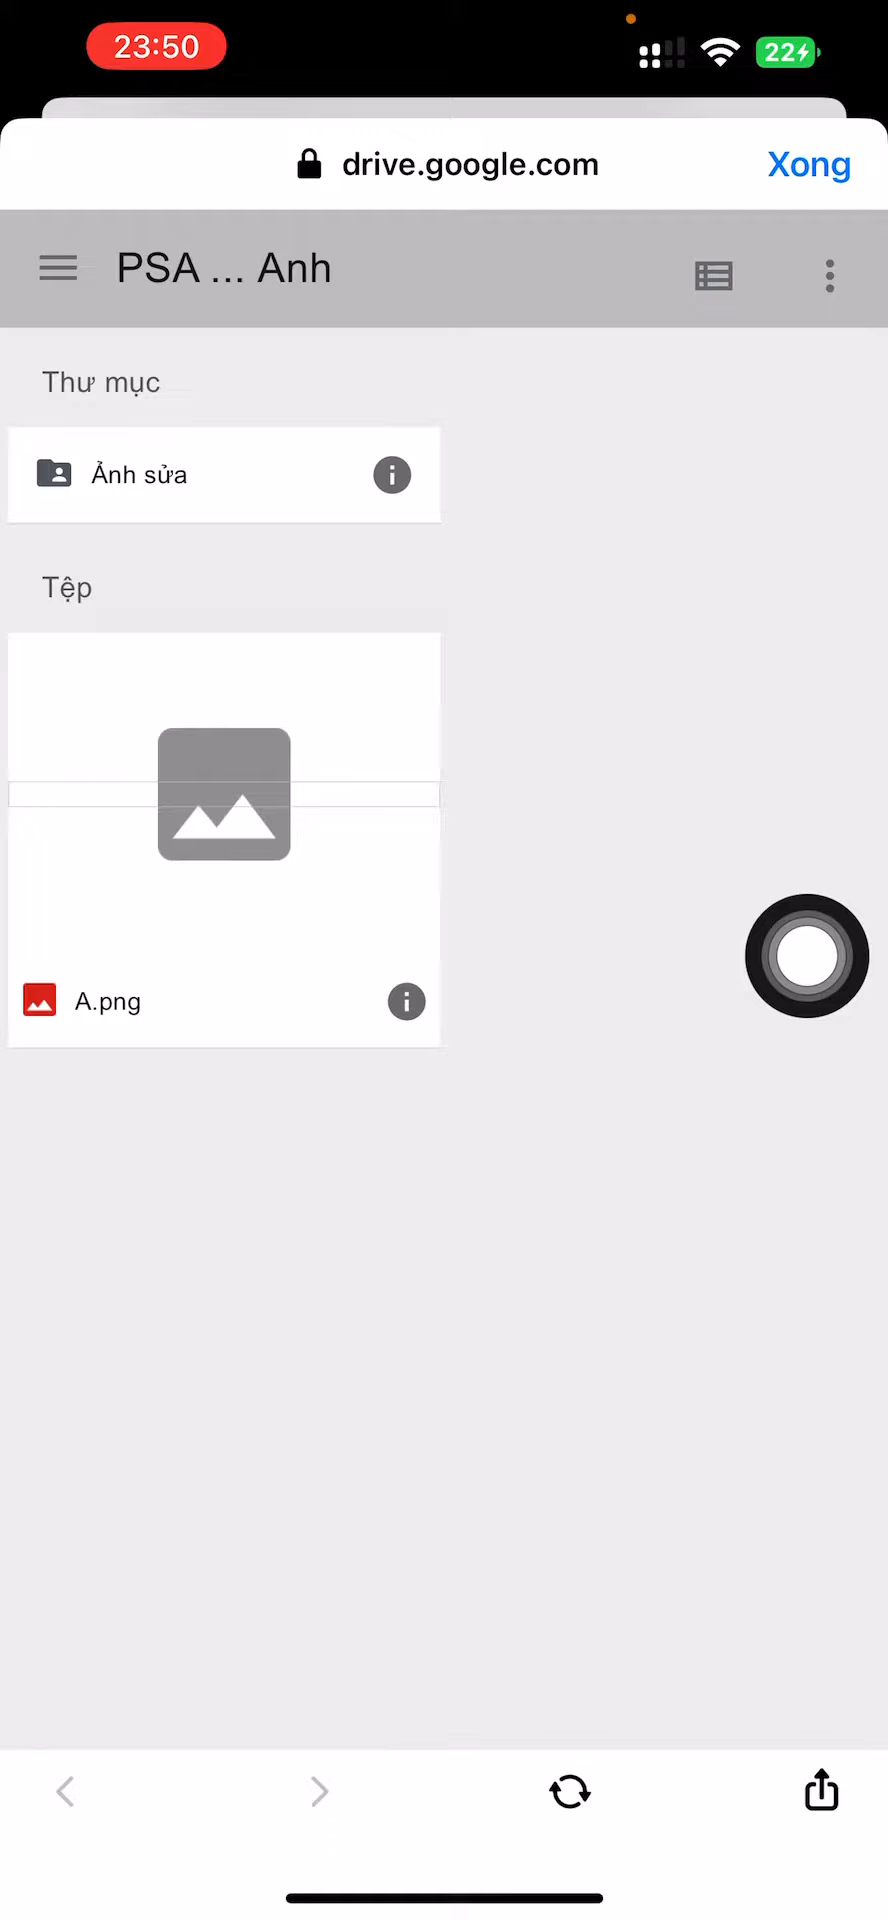 23:50
22
drive.google.com
Xong
PSA ... Anh
Thư mục
Ảnh sửa
Tệp
A.png